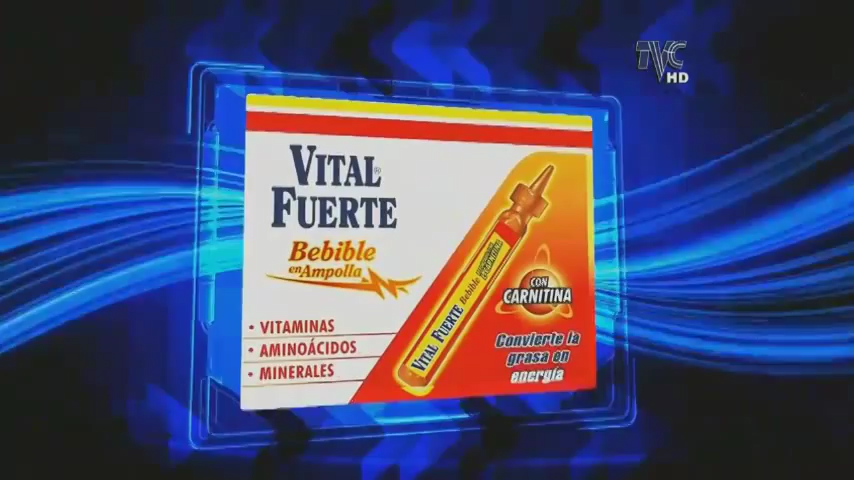 TVC
HD
VITAL®
FUERTE
Bebible
en Ampolla
• VITAMINAS
• AMINOÁCIDOS
• MINERALES
VITAL FUERTE Bebible
CON
CARNITINA
Convierte la
grasa en
energía